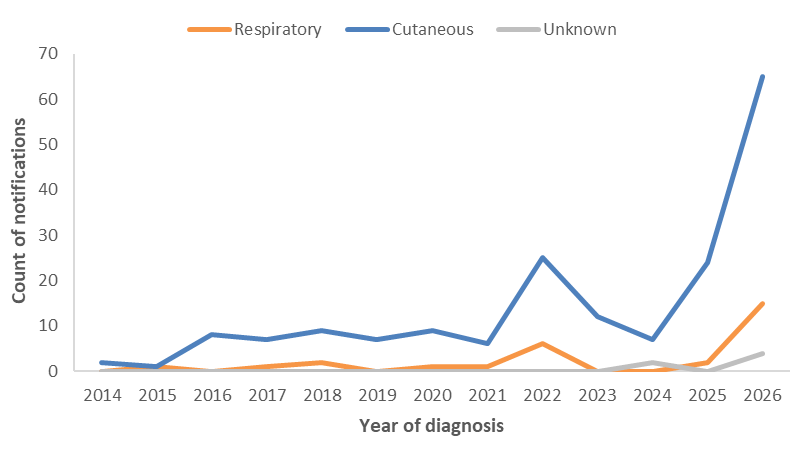 Respiratory Cutaneous Unknown
70
60
50
40
30
20
10
0
Count of notifications
2014 2015 2016 2017 2018 2019 2020 2021 2022 2023 2024 2025 2026
Year of diagnosis